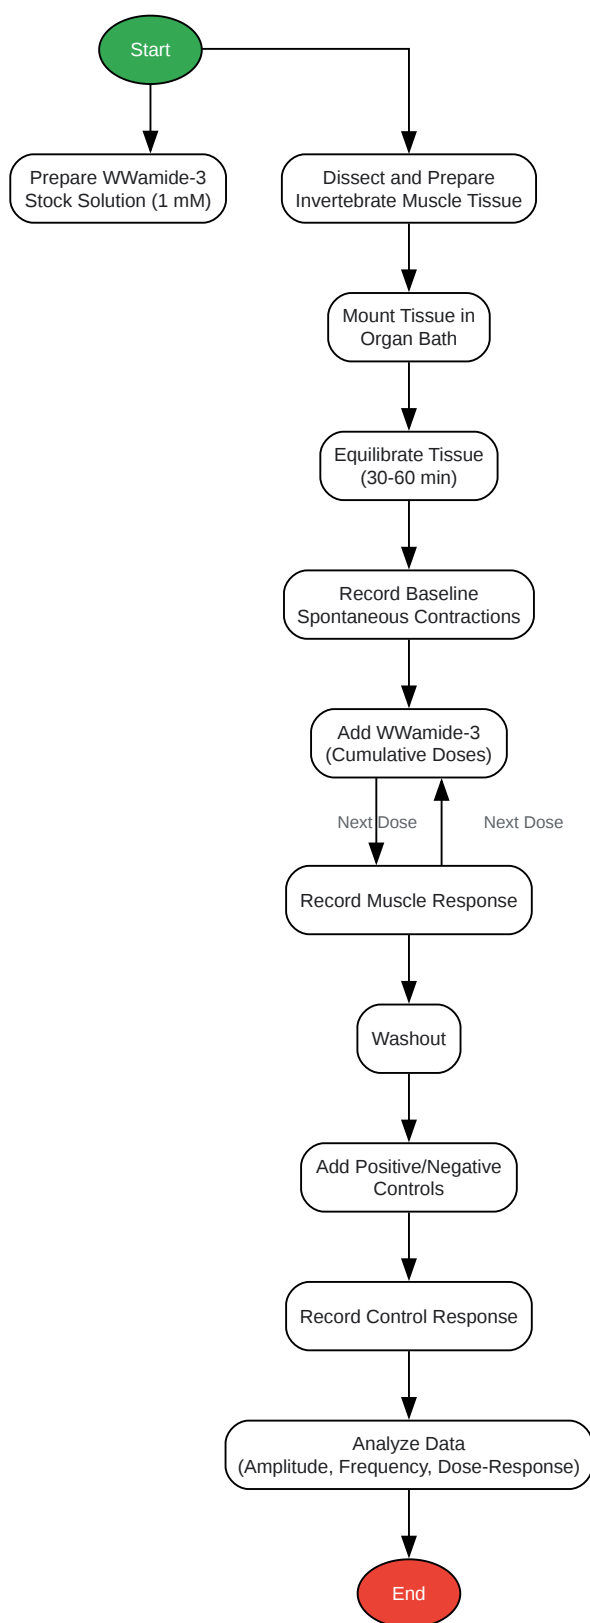 Start
Prepare WWamide-3
Stock Solution (1 mM)
Dissect and Prepare
Invertebrate Muscle Tissue
Mount Tissue in
Organ Bath
Equilibrate Tissue
(30-60 min)
Record Baseline
Spontaneous Contractions
Add WWamide-3
(Cumulative Doses)
Next Dose
Next Dose
Record Muscle Response
Washout
Add Positive/Negative
Controls
Record Control Response
Analyze Data
(Amplitude, Frequency, Dose-Response)
End